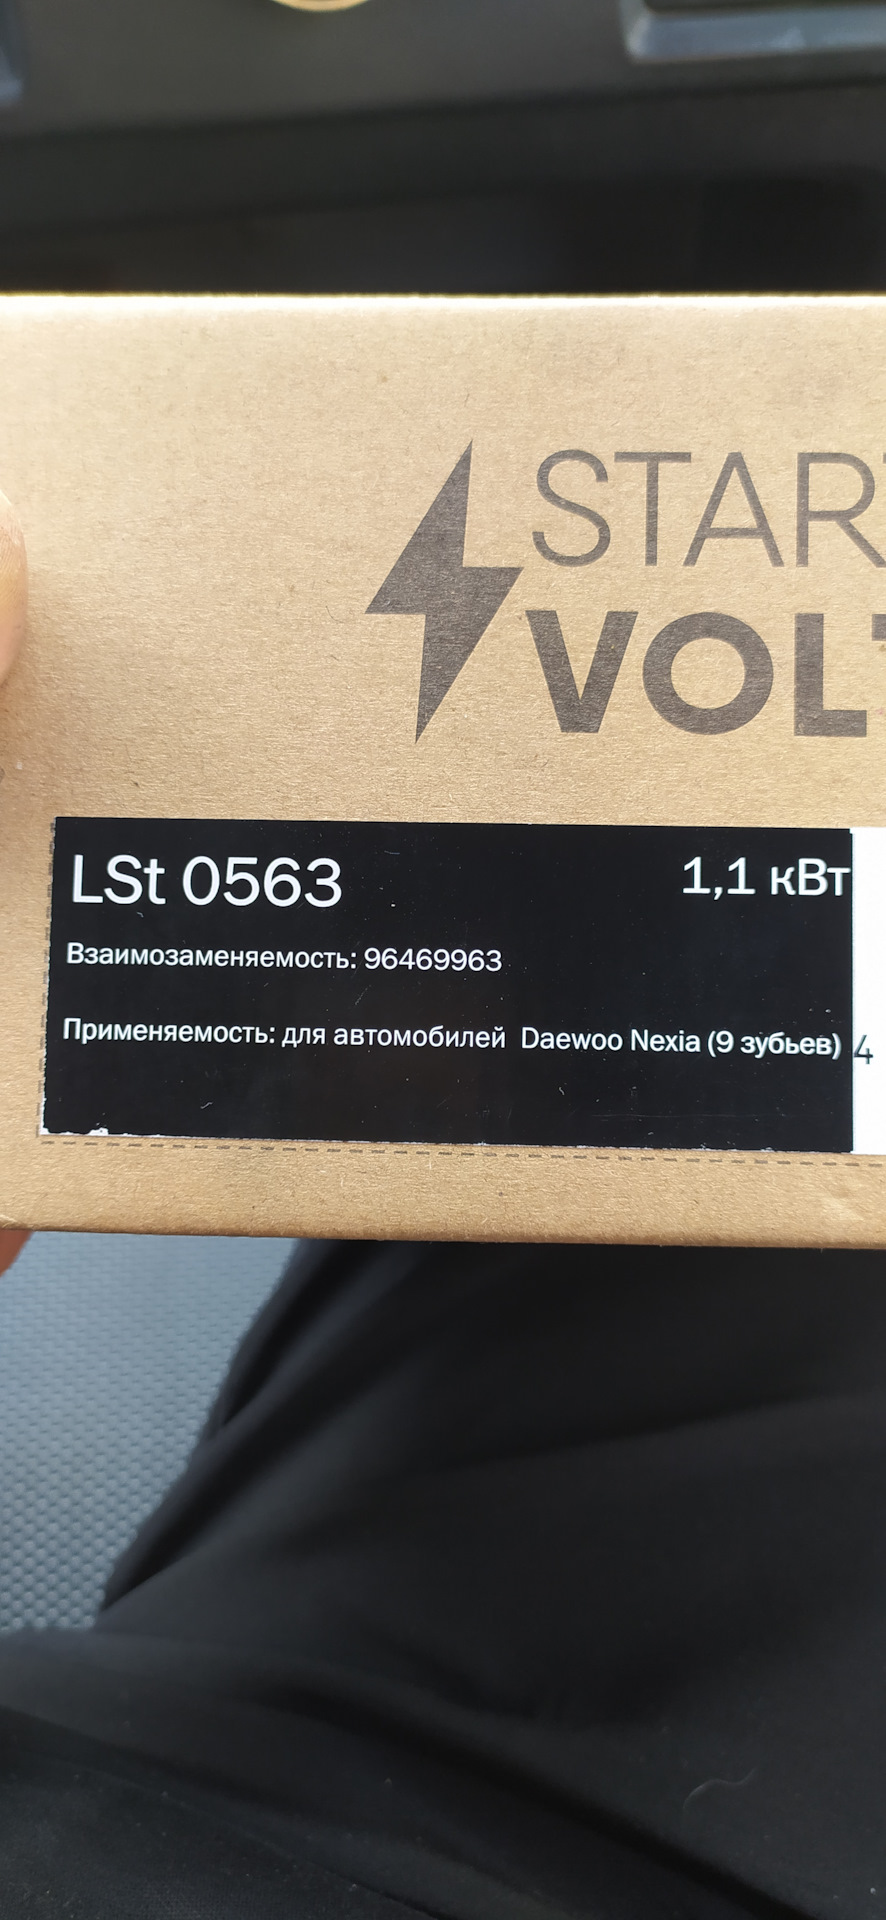 STAR
VOLT
LSt 0563
1,1 кВт
Взаимозаменяемость: 96469963
Применяемость: для автомобилей Daewoo Nexia (9 зубьев)
4